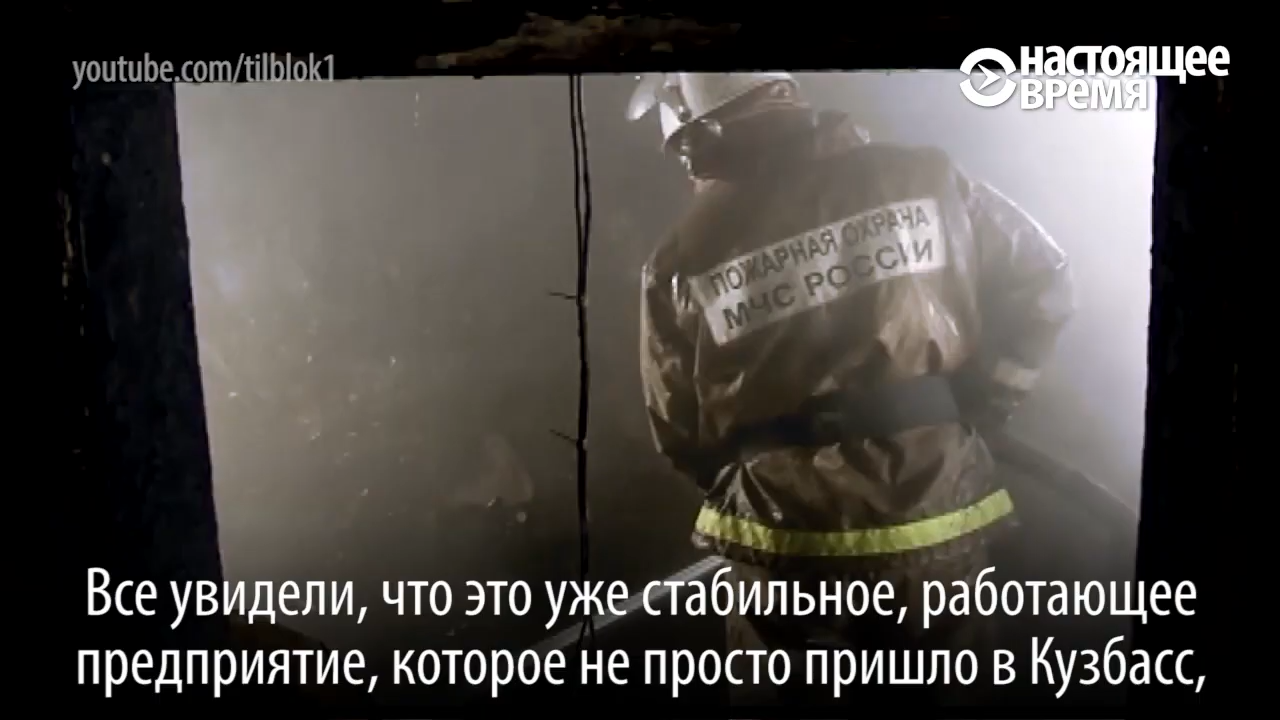 youtube.com/tilblok1
настоящее
время
ПОЖАРНАЯ ОХРАНА
МЧС РОССИИ
Все увидели, что это уже стабильное, работающее
предприятие, которое не просто пришло в Кузбасс,